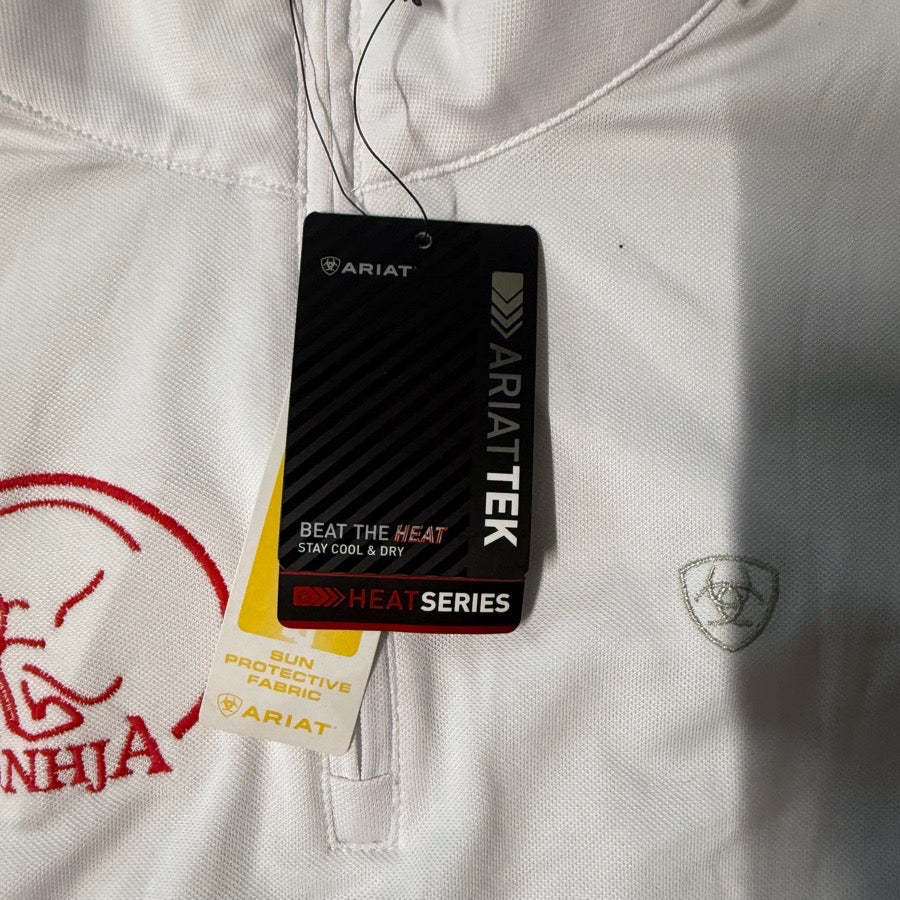 ARIAT
ARIATTEK
BEAT THE HEAT
STAY COOL & DRY
HEATSERIES
SUN
PROTECTIVE
FABRIC
ARIAT
NHJA